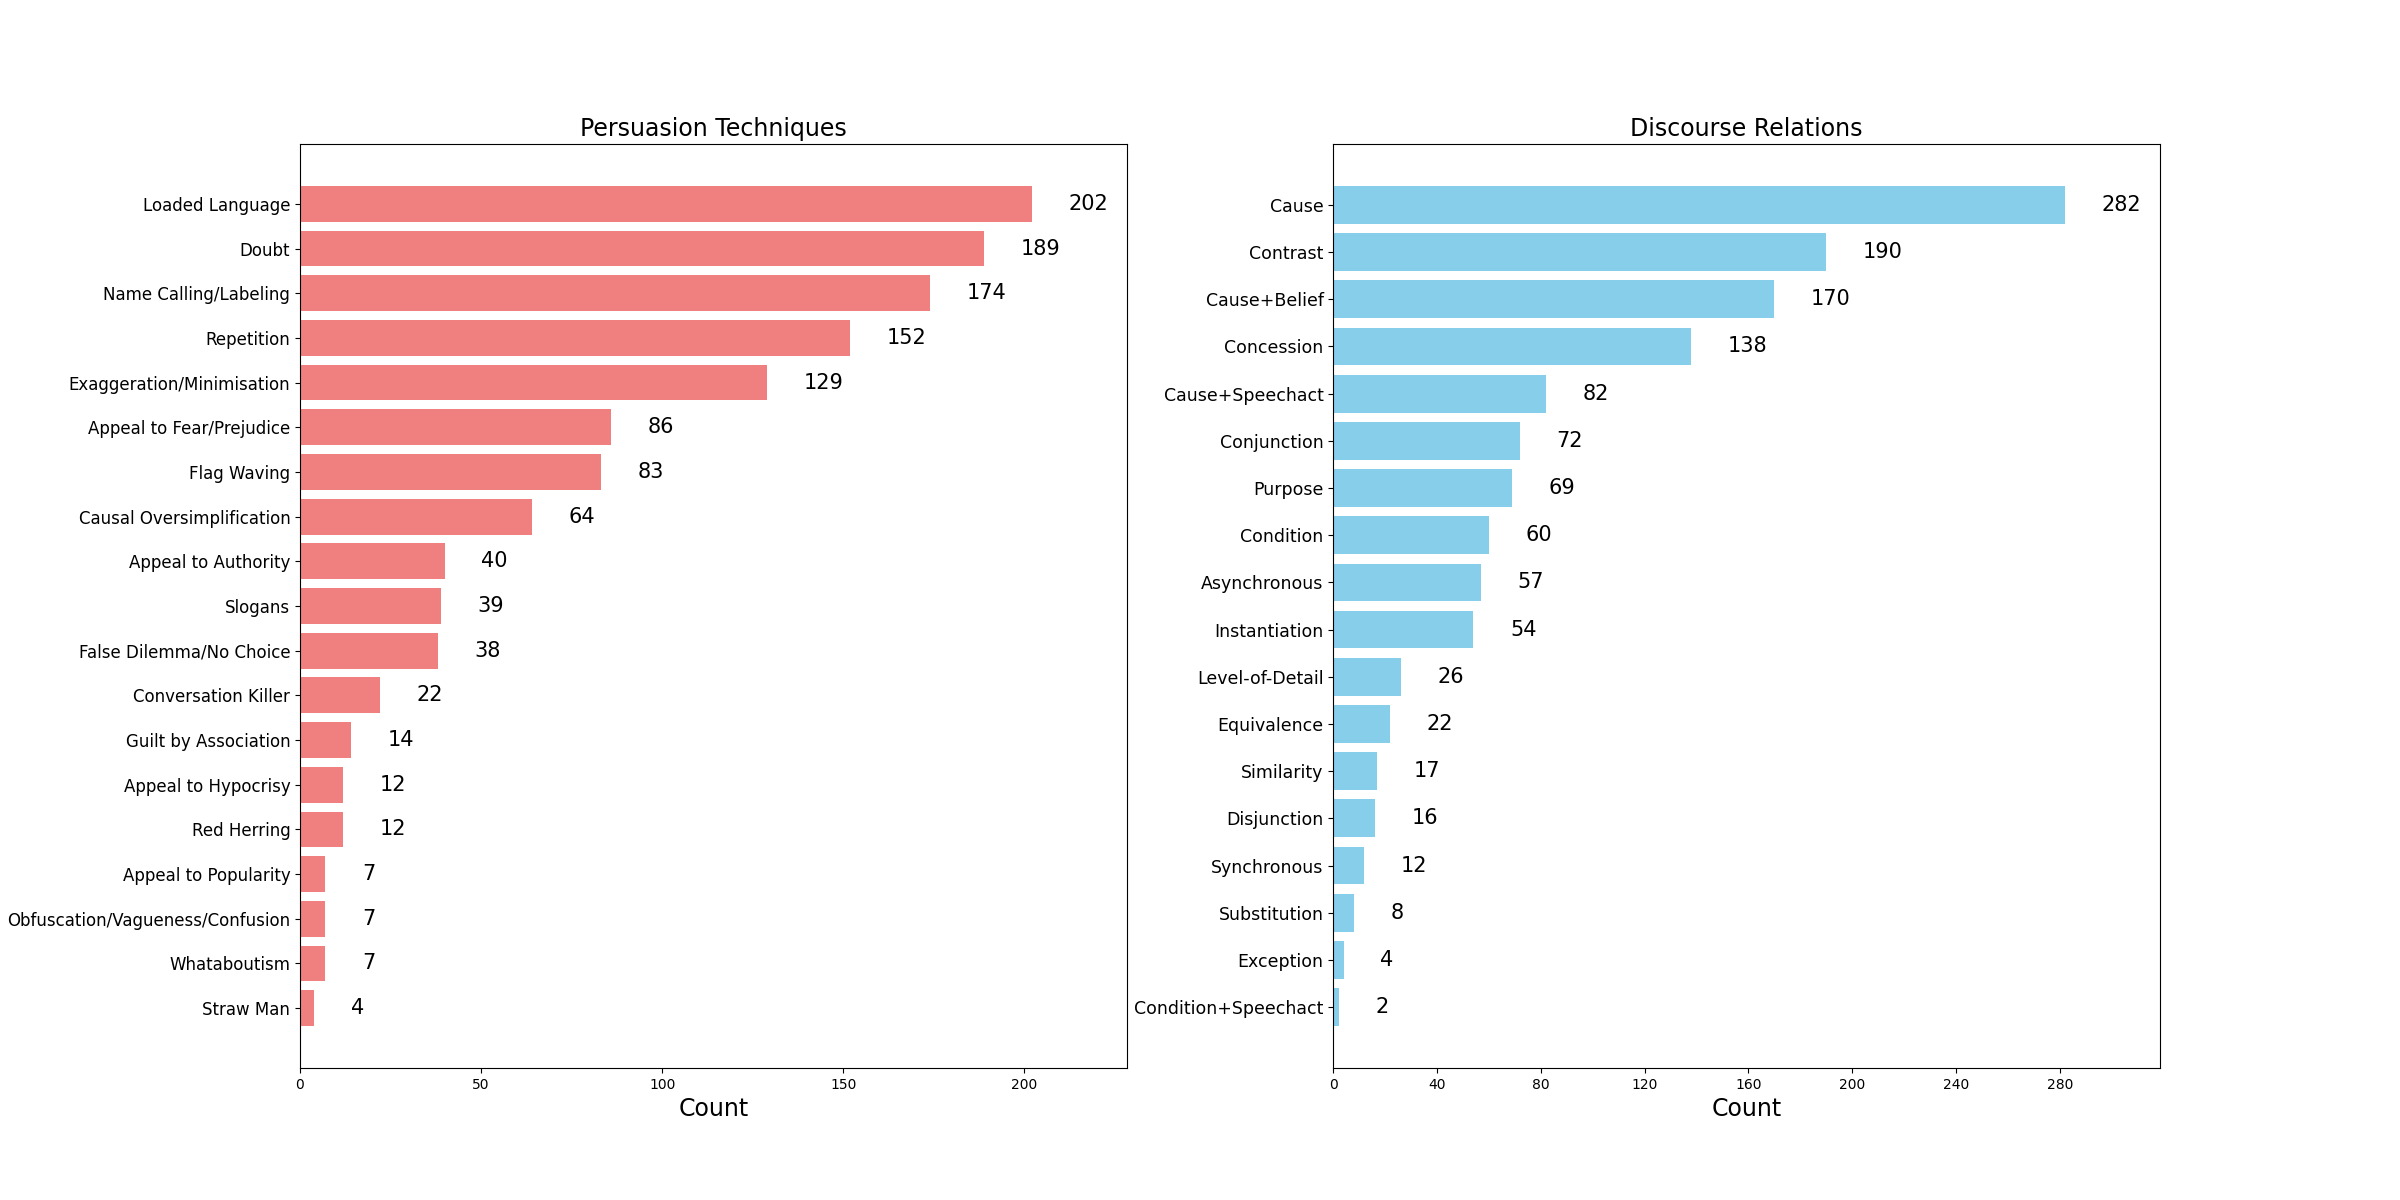 Persuasion Techniques
Loaded Language 202
Doubt 189
Name Calling/Labeling 174
Repetition 152
Exaggeration/Minimisation 129
Appeal to Fear/Prejudice 86
Flag Waving 83
Causal Oversimplification 64
Appeal to Authority 40
Slogans 39
False Dilemma/No Choice 38
Conversation Killer 22
Guilt by Association 14
Appeal to Hypocrisy 12
Red Herring 12
Appeal to Popularity 7
Obfuscation/Vagueness/Confusion 7
Whataboutism 7
Straw Man 4
0 50 100 150 200
Count
Discourse Relations
Cause 282
Contrast 190
Cause+Belief 170
Concession 138
Cause+Speechact 82
Conjunction 72
Purpose 69
Condition 60
Asynchronous 57
Instantiation 54
Level-of-Detail 26
Equivalence 22
Similarity 17
Disjunction 16
Synchronous 12
Substitution 8
Exception 4
Condition+Speechact 2
0 40 80 120 160 200 240 280
Count